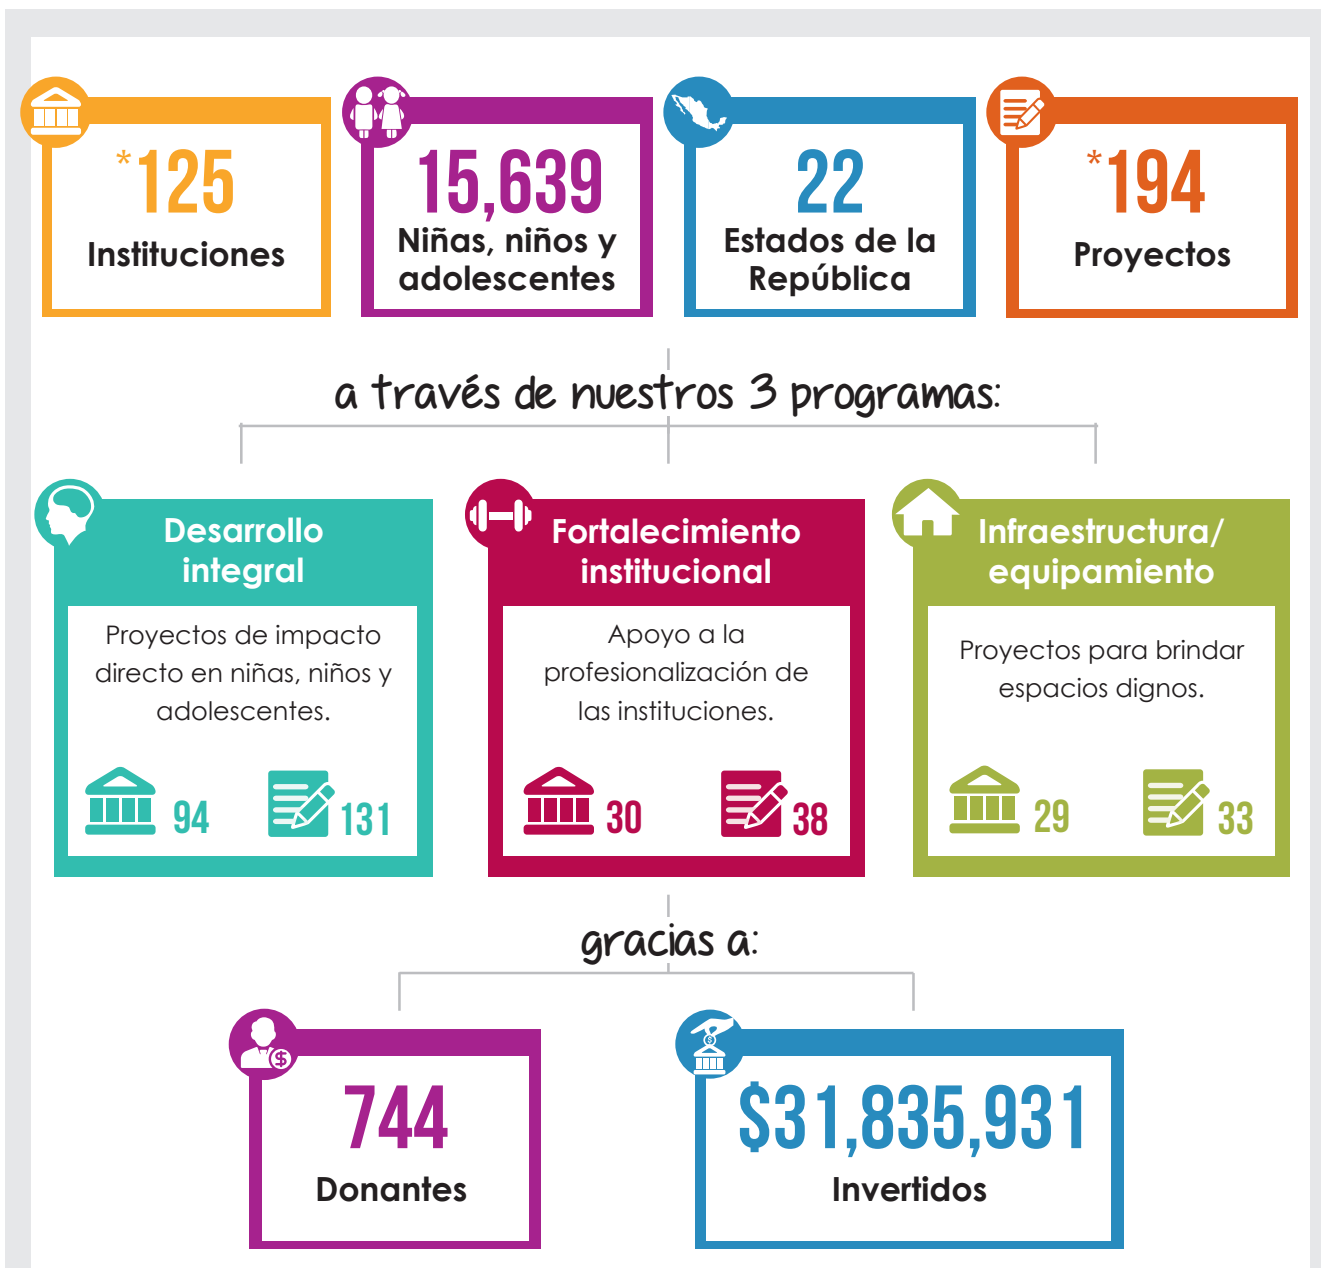 *125
Instituciones
15,639
Niñas, niños y
adolescentes
22
Estados de la
República
*194
Proyectos
a través de nuestros 3 programas:
Desarrollo
integral
Proyectos de impacto
directo en niñas, niños y
adolescentes.
94
131
Fortalecimiento
institucional
Apoyo a la
profesionalización de
las instituciones.
30
38
Infraestructura/
equipamiento
Proyectos para brindar
espacios dignos.
29
33
gracias a:
$
744
Donantes
$
$31,835,931
Invertidos